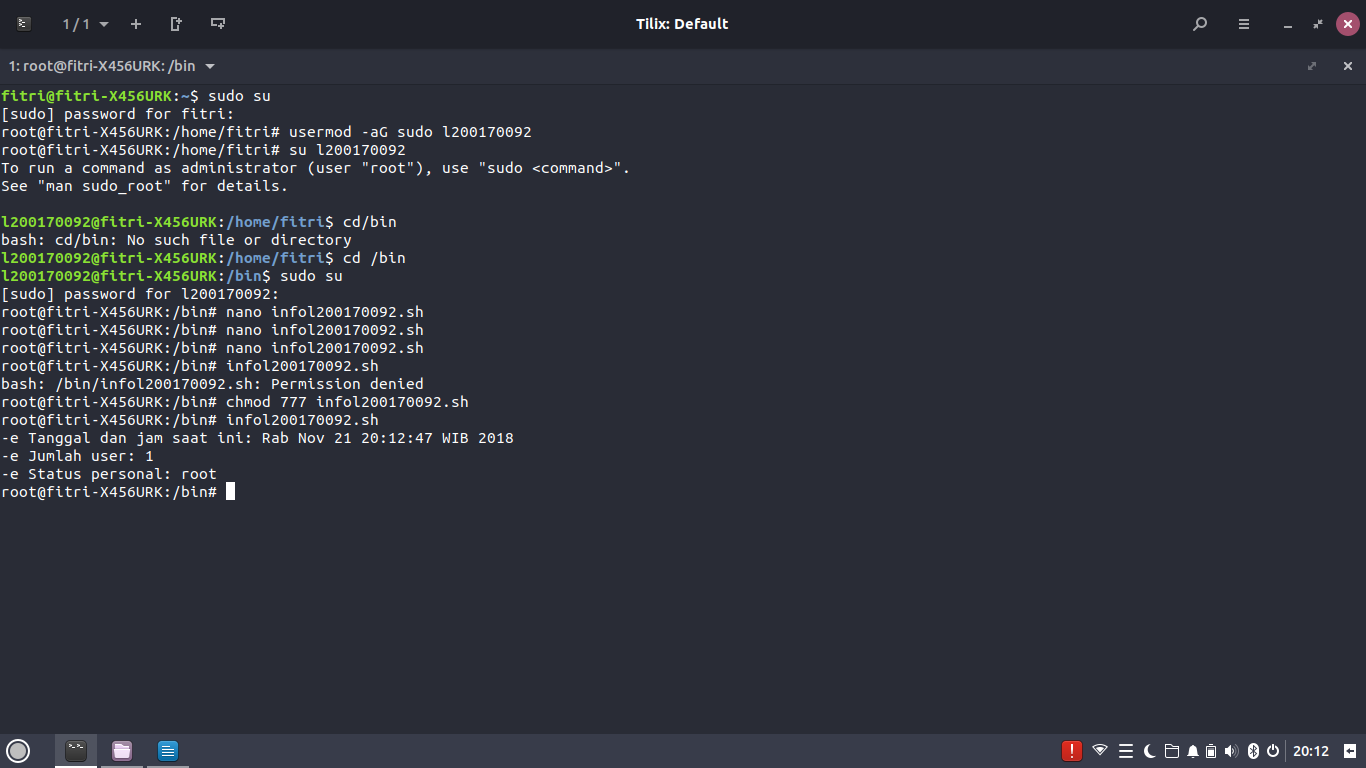 1 / 1
Tilix: Default
1: root@fitri-X456URK: /bin
fitri@fitri-X456URK:~$ sudo su
[sudo] password for fitri:
root@fitri-X456URK:/home/fitri# usermod -aG sudo l200170092
root@fitri-X456URK:/home/fitri# su l200170092
To run a command as administrator (user "root"), use "sudo <command>".
See "man sudo_root" for details.
l200170092@fitri-X456URK:/home/fitri$ cd/bin
bash: cd/bin: No such file or directory
l200170092@fitri-X456URK:/home/fitri$ cd /bin
l200170092@fitri-X456URK:/bin$ sudo su
[sudo] password for l200170092:
root@fitri-X456URK:/bin# nano infol200170092.sh
root@fitri-X456URK:/bin# nano infol200170092.sh
root@fitri-X456URK:/bin# nano infol200170092.sh
root@fitri-X456URK:/bin# infol200170092.sh
bash: /bin/infol200170092.sh: Permission denied
root@fitri-X456URK:/bin# chmod 777 infol200170092.sh
root@fitri-X456URK:/bin# infol200170092.sh
-e Tanggal dan jam saat ini: Rab Nov 21 20:12:47 WIB 2018
-e Jumlah user: 1
-e Status personal: root
root@fitri-X456URK:/bin#
20:12